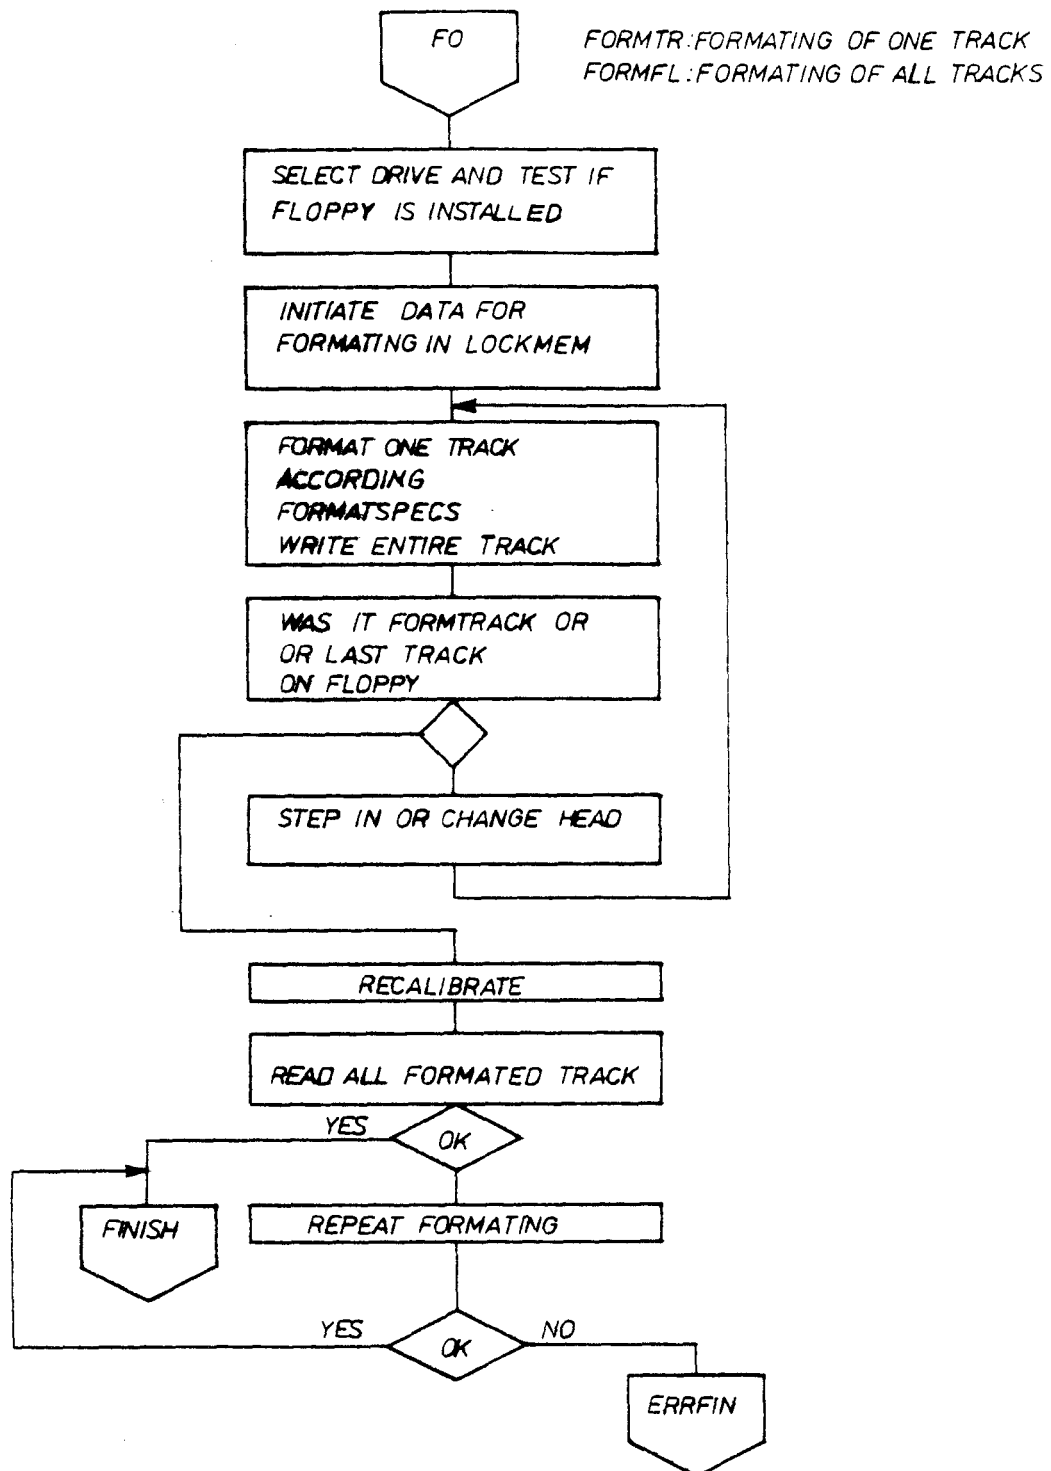 FO
FORMTR:FORMATING OF ONE TRACK
FORMFL:FORMATING OF ALL TRACKS
SELECT DRIVE AND TEST IF
FLOPPY IS INSTALLED
INITIATE DATA FOR
FORMATING IN LOCKMEM
FORMAT ONE TRACK
ACCORDING
FORMATSPECS
WRITE ENTIRE TRACK
WAS IT FORMTRACK OR
OR LAST TRACK
ON FLOPPY
STEP IN OR CHANGE HEAD
RECALIBRATE
READ ALL FORMATED TRACK
YES
OK
FINISH
REPEAT FORMATING
YES
OK
NO
ERRFIN